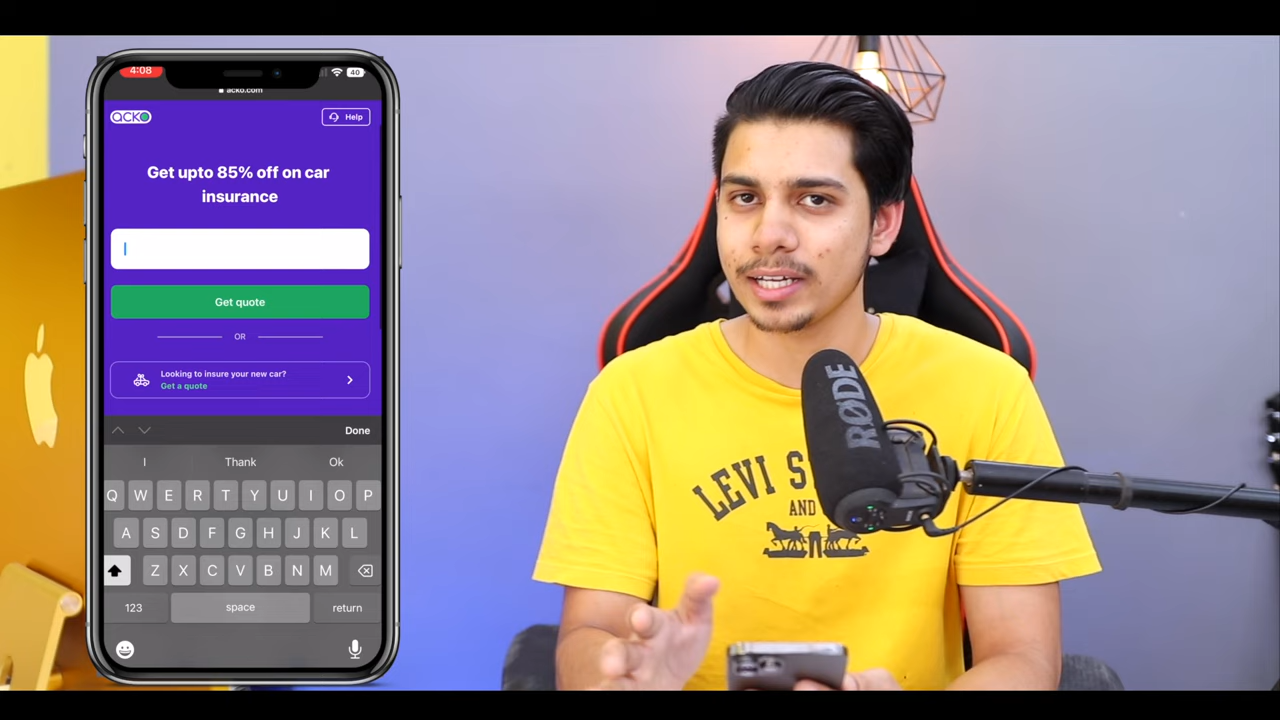 4:08
40
acko.com
ACKO
Help
Get upto 85% off on car
insurance
Get quote
OR
Looking to insure your new car?
Get a quote
Done
I
Thank
Ok
Q W E R T Y U I O P
A S D F G H J K L
Z X C V B N M
123
space
return
LEVI S
AND
RØDE